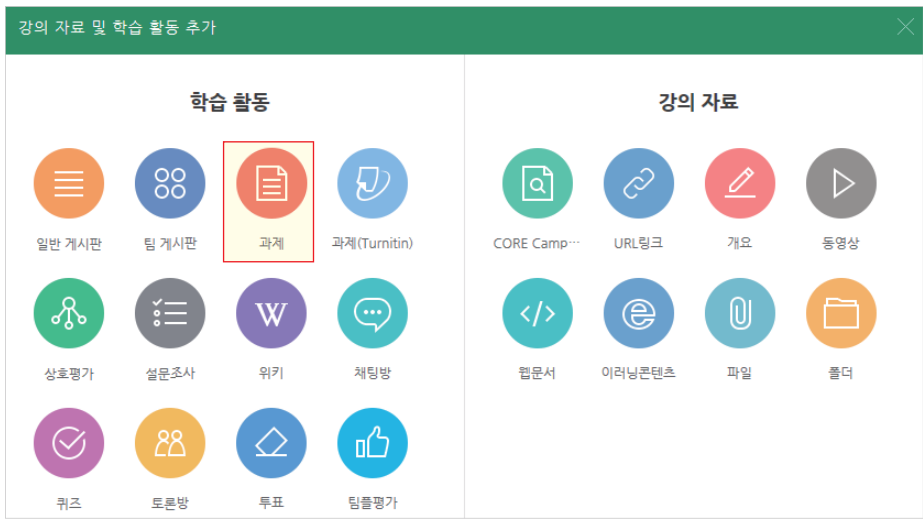 강의 자료 및 학습 활동 추가
학습 활동
일반 게시판
팀 게시판
과제
과제(Turnitin)
상호평가
설문조사
W
위키
채팅방
퀴즈
토론방
투표
팀플평가
강의 자료
CORE Camp…
URL링크
개요
동영상
</>
웹문서
e
이러닝콘텐츠
파일
폴더